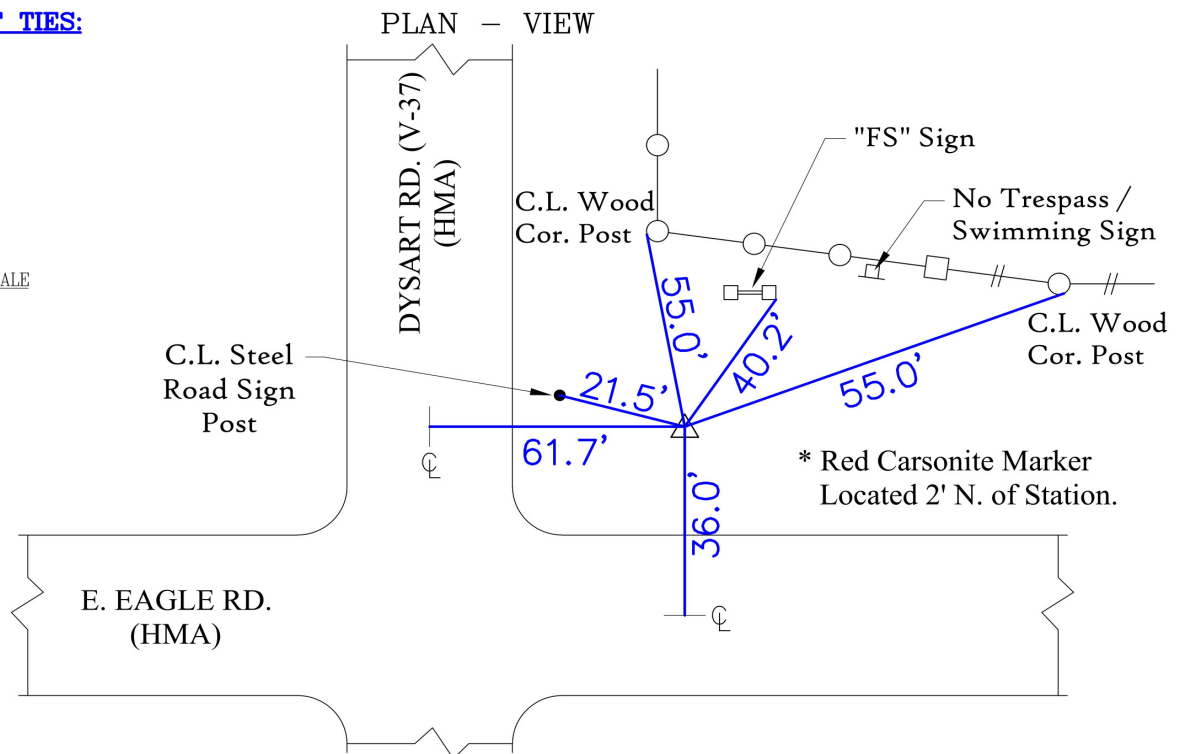 TIES:
PLAN - VIEW
DYSART RD. (V-37)
(HMA)
"FS" Sign
C.L. Wood
Cor. Post
No Trespass /
Swimming Sign
55.0'
40.2'
55.0'
C.L. Wood
Cor. Post
C.L. Steel
Road Sign
Post
21.5'
61.7'
℄
36.0'
* Red Carsonite Marker
Located 2' N. of Station.
E. EAGLE RD.
(HMA)
℄